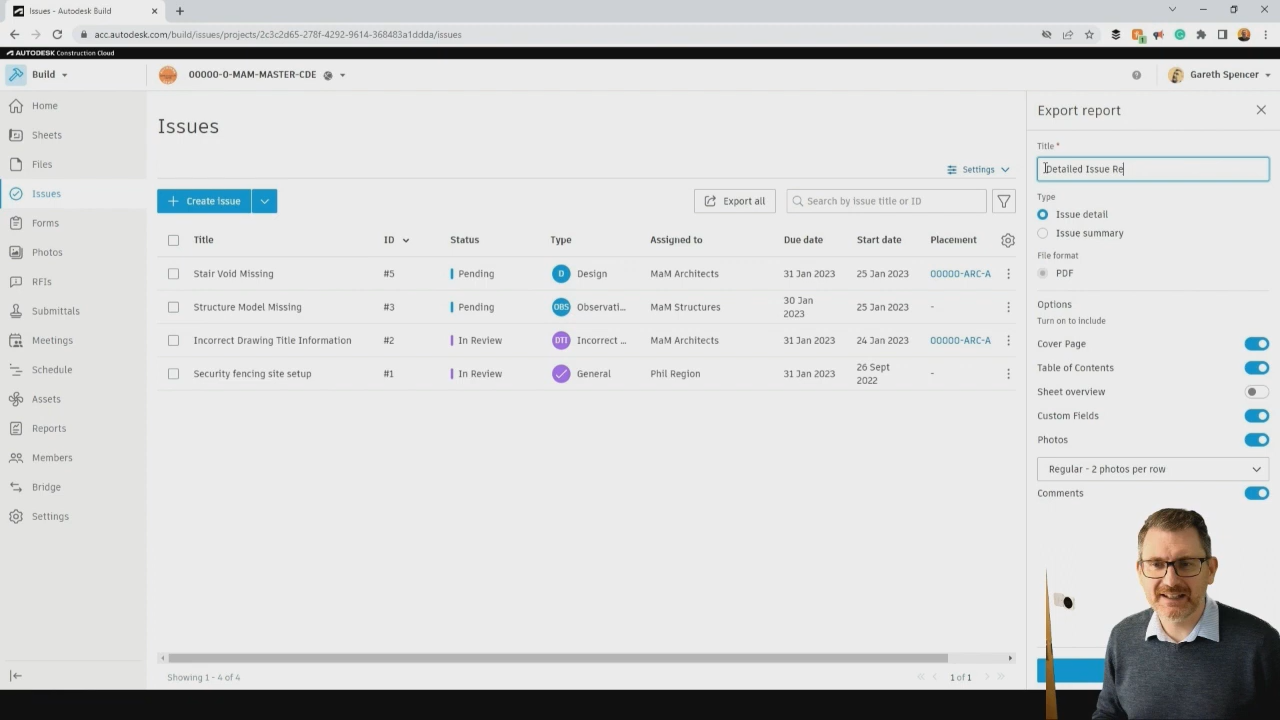 Issues - Autodesk Build
acc.autodesk.com/build/issues/projects/2c3c2d65-278f-4292-9614-368483a1ddda/issues
AUTODESK Construction Cloud
Build
00000-0-MAM-MASTER-CDE
Gareth Spencer
Home
Sheets
Files
Issues
Forms
Photos
RFIs
Submittals
Meetings
Schedule
Assets
Reports
Members
Bridge
Settings
Issues
Settings
Create issue
Export all
Search by issue title or ID
Title ID Status Type Assigned to Due date Start date Placement
Stair Void Missing #5 Pending D Design MaM Architects 31 Jan 2023 25 Jan 2023 00000-ARC-A
Structure Model Missing #3 Pending OBS Observati... MaM Structures 30 Jan 2023 25 Jan 2023 -
Incorrect Drawing Title Information #2 In Review DTI Incorrect ... MaM Architects 31 Jan 2023 24 Jan 2023 00000-ARC-A
Security fencing site setup #1 In Review General Phil Region 31 Jan 2023 26 Sept 2022 -
Showing 1 - 4 of 4
1 of 1
Export report
Title *
Detailed Issue Re
Type
Issue detail
Issue summary
File format
PDF
Options
Turn on to include
Cover Page
Table of Contents
Sheet overview
Custom Fields
Photos
Regular - 2 photos per row
Comments